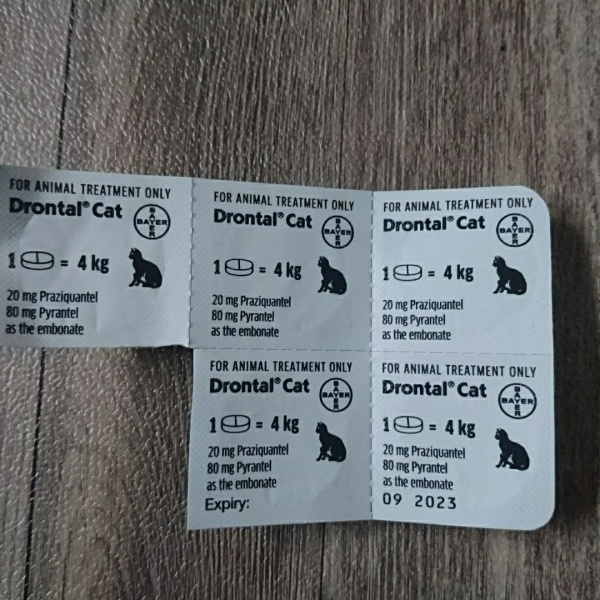 FOR ANIMAL TREATMENT ONLY
Drontal® Cat
BAYER
BAYER
1 = 4 kg
20 mg Praziquantel
80 mg Pyrantel
as the embonate
FOR ANIMAL TREATMENT ONLY
Drontal® Cat
BAYER
BAYER
1 = 4 kg
20 mg Praziquantel
80 mg Pyrantel
as the embonate
FOR ANIMAL TREATMENT ONLY
Drontal® Cat
BAYER
BAYER
1 = 4 kg
20 mg Praziquantel
80 mg Pyrantel
as the embonate
FOR ANIMAL TREATMENT ONLY
Drontal® Cat
BAYER
BAYER
1 = 4 kg
20 mg Praziquantel
80 mg Pyrantel
as the embonate
Expiry:
FOR ANIMAL TREATMENT ONLY
Drontal® Cat
BAYER
BAYER
1 = 4 kg
20 mg Praziquantel
80 mg Pyrantel
as the embonate
09 2023